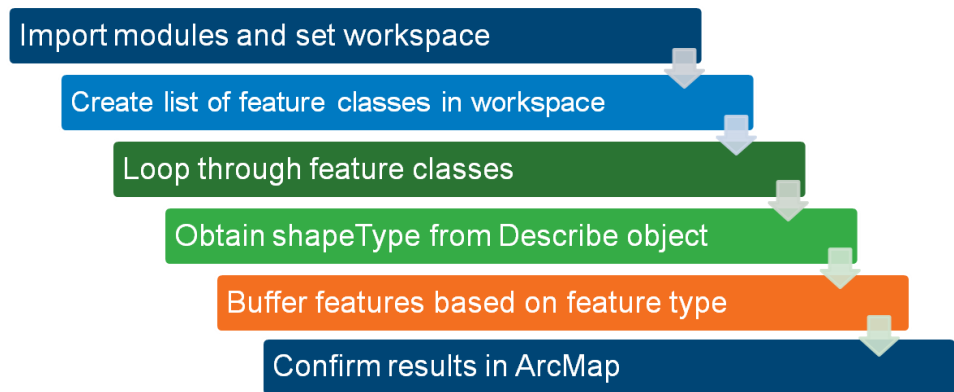 Import modules and set workspace
Create list of feature classes in workspace
Loop through feature classes
Obtain shapeType from Describe object
Buffer features based on feature type
Confirm results in ArcMap